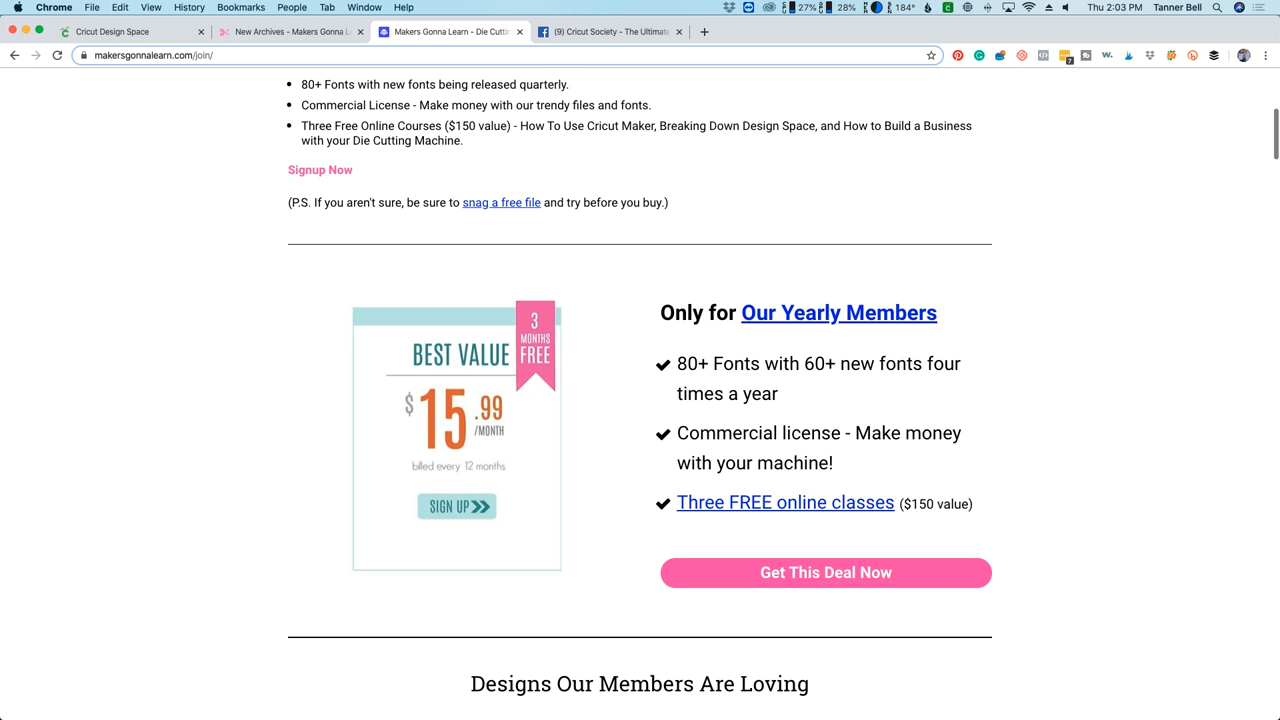 Chrome File Edit View History Bookmarks People Tab Window Help 27% 28% 184° Thu 2:03 PM Tanner Bell
Cricut Design Space New Archives - Makers Gonna L Makers Gonna Learn - Die Cuttin (9) Cricut Society - The Ultimate
makersgonnalearn.com/join/
7
80+ Fonts with new fonts being released quarterly.
Commercial License - Make money with our trendy files and fonts.
Three Free Online Courses ($150 value) - How To Use Cricut Maker, Breaking Down Design Space, and How to Build a Business
with your Die Cutting Machine.
Signup Now
(P.S. If you aren't sure, be sure to snag a free file and try before you buy.)
3
MONTHS
FREE
BEST VALUE
$15.99
/MONTH
billed every 12 months
SIGN UP
Only for Our Yearly Members
80+ Fonts with 60+ new fonts four
times a year
Commercial license - Make money
with your machine!
Three FREE online classes ($150 value)
Get This Deal Now
Designs Our Members Are Loving